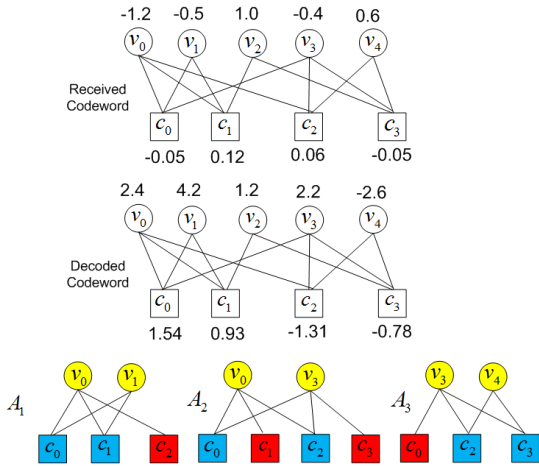 -1.2 -0.5 1.0 -0.4 0.6
v0 v1 v2 v3 v4
Received
Codeword
c0 c1 c2 c3
-0.05 0.12 0.06 -0.05
2.4 4.2 1.2 2.2 -2.6
v0 v1 v2 v3 v4
Decoded
Codeword
c0 c1 c2 c3
1.54 0.93 -1.31 -0.78
v0 v1 v0 v3 v3 v4
A1 A2 A3
c0 c1 c2 c0 c1 c2 c3 c0 c2 c3